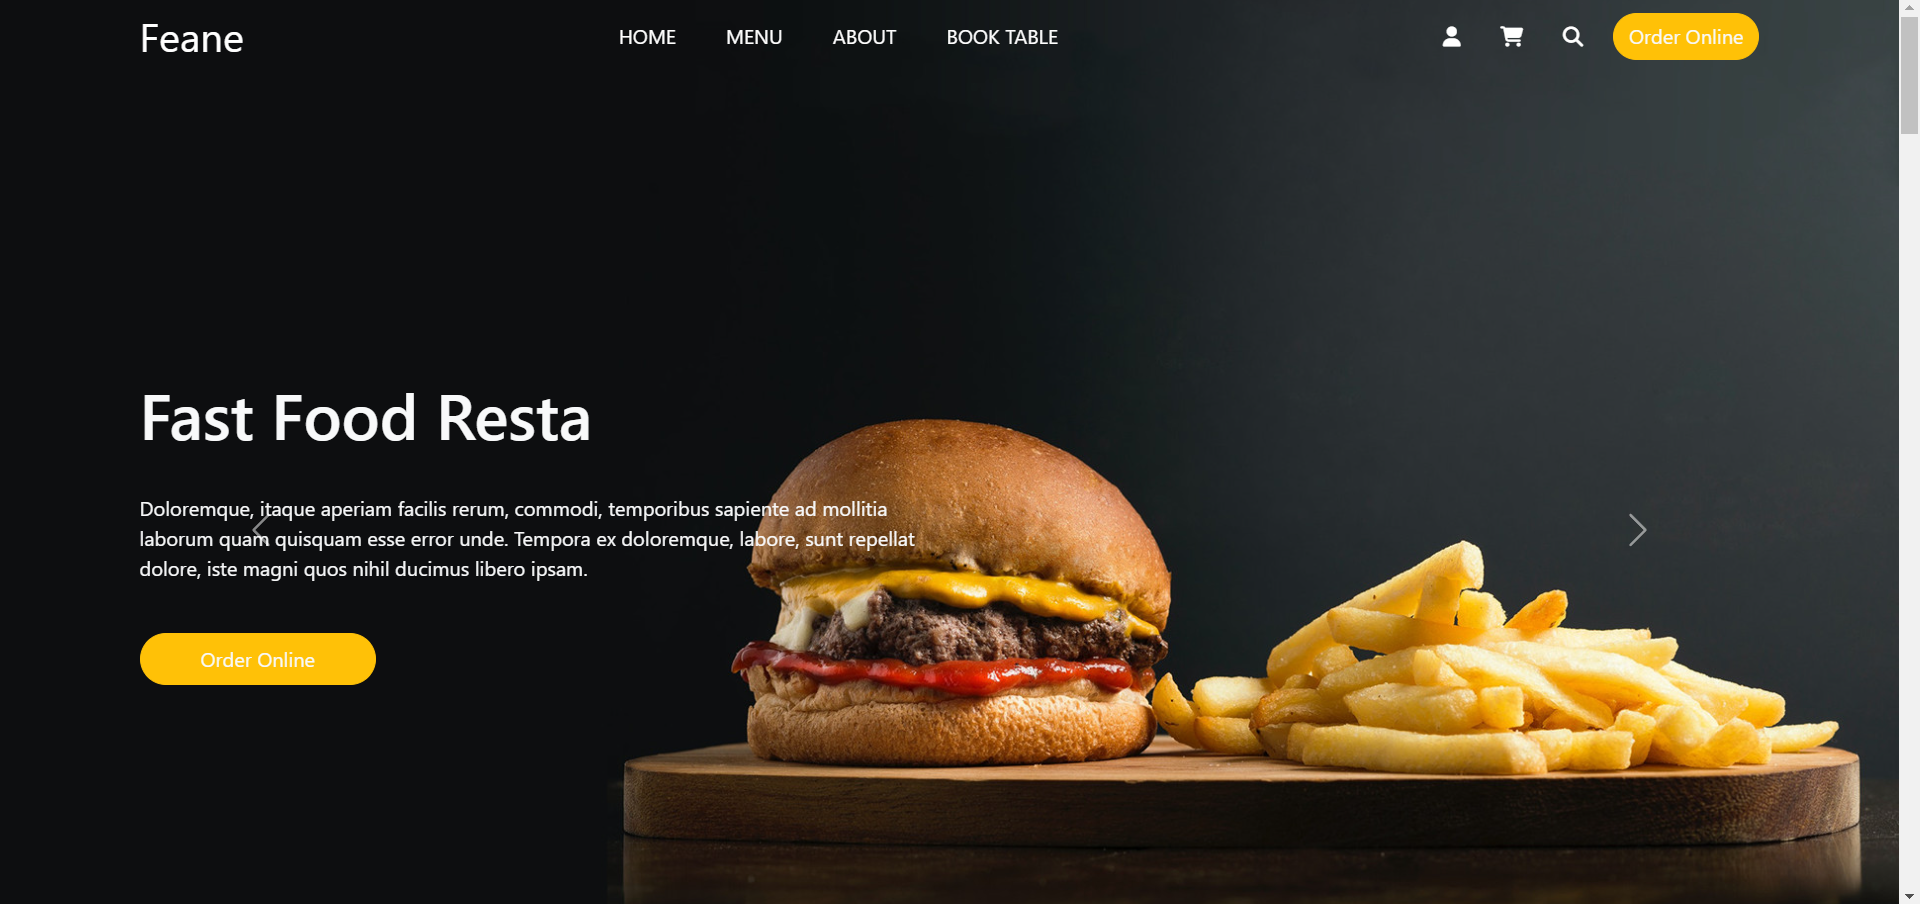 Feane
HOME MENU ABOUT BOOK TABLE
Order Online
Fast Food Resta
Doloremque, itaque aperiam facilis rerum, commodi, temporibus sapiente ad mollitia
laborum quam quisquam esse error unde. Tempora ex doloremque, labore, sunt repellat
dolore, iste magni quos nihil ducimus libero ipsam.
Order Online